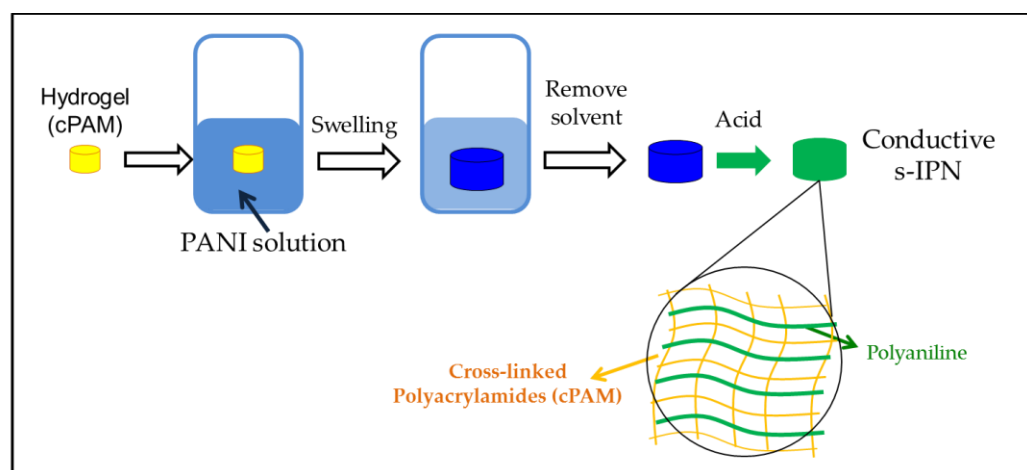 Hydrogel
(cPAM)
Swelling
PANI solution
Remove
solvent
Acid
Conductive
s-IPN
Polyaniline
Cross-linked
Polyacrylamides (cPAM)